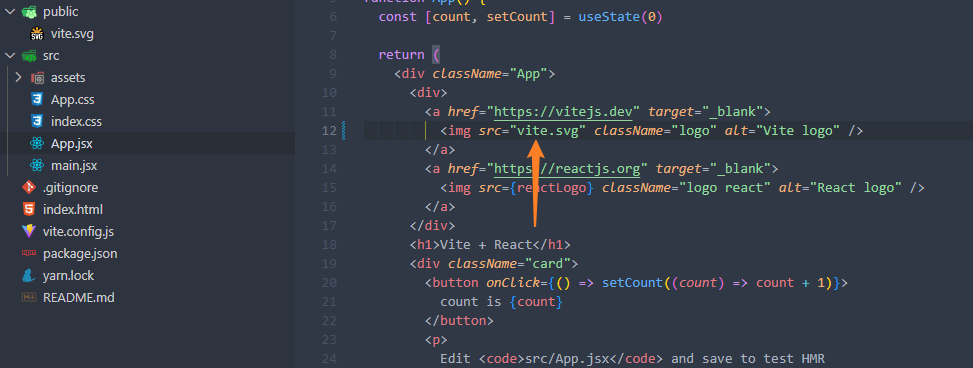 public
vite.svg
src
assets
App.css
index.css
App.jsx
main.jsx
.gitignore
index.html
vite.config.js
package.json
yarn.lock
README.md
6 const [count, setCount] = useState(0)
7
8 return (
9 <div className="App">
10 <div>
11 <a href="https://vitejs.dev" target="_blank">
12 <img src="vite.svg" className="logo" alt="Vite logo" />
13 </a>
14 <a href="https://reactjs.org" target="_blank">
15 <img src={reactLogo} className="logo react" alt="React logo" />
16 </a>
17 </div>
18 <h1>Vite + React</h1>
19 <div className="card">
20 <button onClick={() => setCount((count) => count + 1)}>
21 count is {count}
22 </button>
23 <p>
24 Edit <code>src/App.jsx</code> and save to test HMR